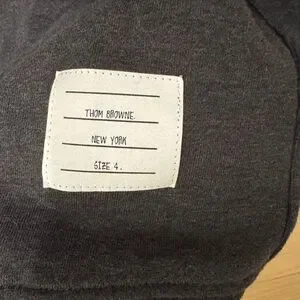 THOM BROWNE.
NEW YORK
SIZE 4.